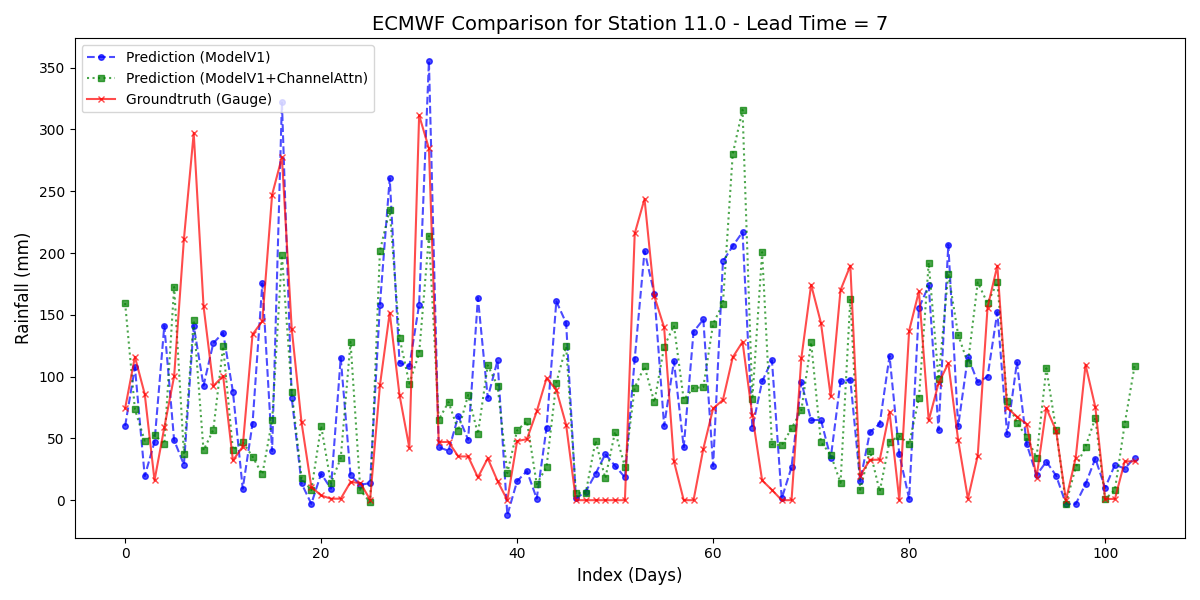 ECMWF Comparison for Station 11.0 - Lead Time = 7
Prediction (ModelV1)
Prediction (ModelV1+ChannelAttn)
Groundtruth (Gauge)
Rainfall (mm)
350
300
250
200
150
100
50
0
0 20 40 60 80 100
Index (Days)